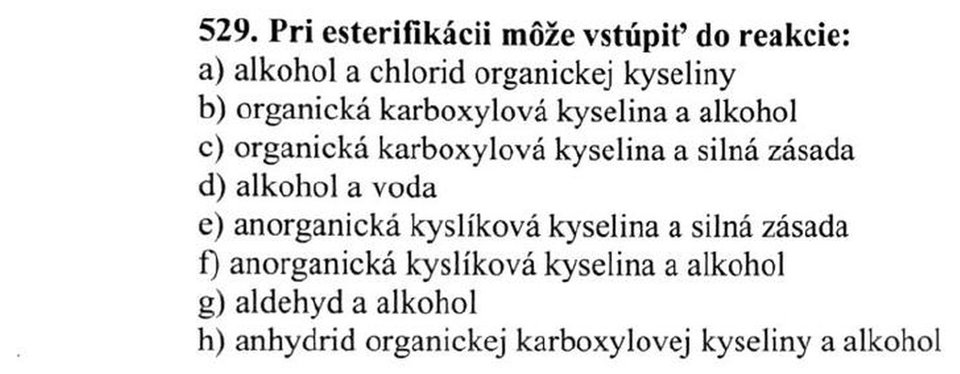 529. Pri esterifikácii môže vstúpiť do reakcie:
a) alkohol a chlorid organickej kyseliny
b) organická karboxylová kyselina a alkohol
c) organická karboxylová kyselina a silná zásada
d) alkohol a voda
e) anorganická kyslíková kyselina a silná zásada
f) anorganická kyslíková kyselina a alkohol
g) aldehyd a alkohol
h) anhydrid organickej karboxylovej kyseliny a alkohol